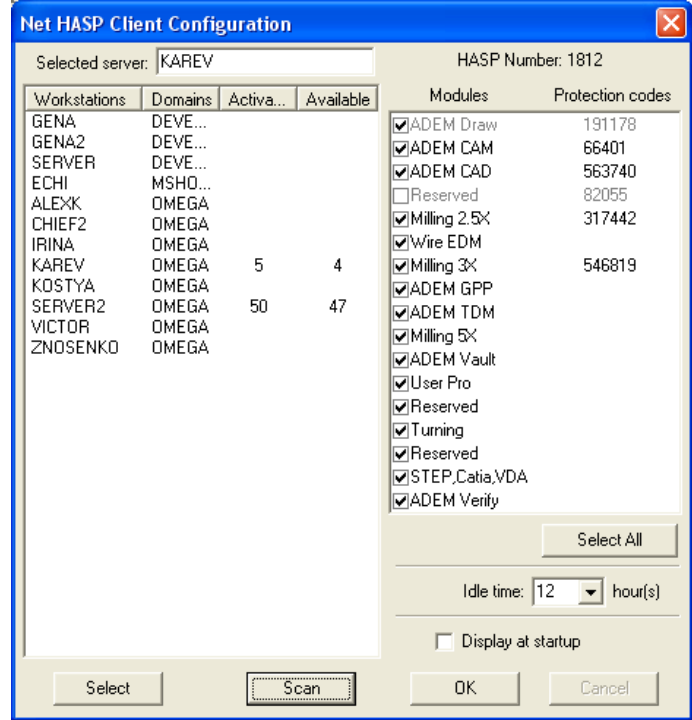 Net HASP Client Configuration
Selected server: KAREV
HASP Number: 1812
Workstations Domains Activa... Available
GENA DEVE...
GENA2 DEVE...
SERVER DEVE...
ECHI MSHO...
ALEXK OMEGA
CHIEF2 OMEGA
IRINA OMEGA
KAREV OMEGA 5 4
KOSTYA OMEGA
SERVER2 OMEGA 50 47
VICTOR OMEGA
ZNOSENKO OMEGA
Modules Protection codes
ADEM Draw 191178
ADEM CAM 66401
ADEM CAD 563740
Reserved 82055
Milling 2.5X 317442
Wire EDM
Milling 3X 546819
ADEM GPP
ADEM TDM
Milling 5X
ADEM Vault
User Pro
Reserved
Turning
Reserved
STEP,Catia,VDA
ADEM Verify
Select All
Idle time: 12 hour(s)
Display at startup
Select Scan OK Cancel